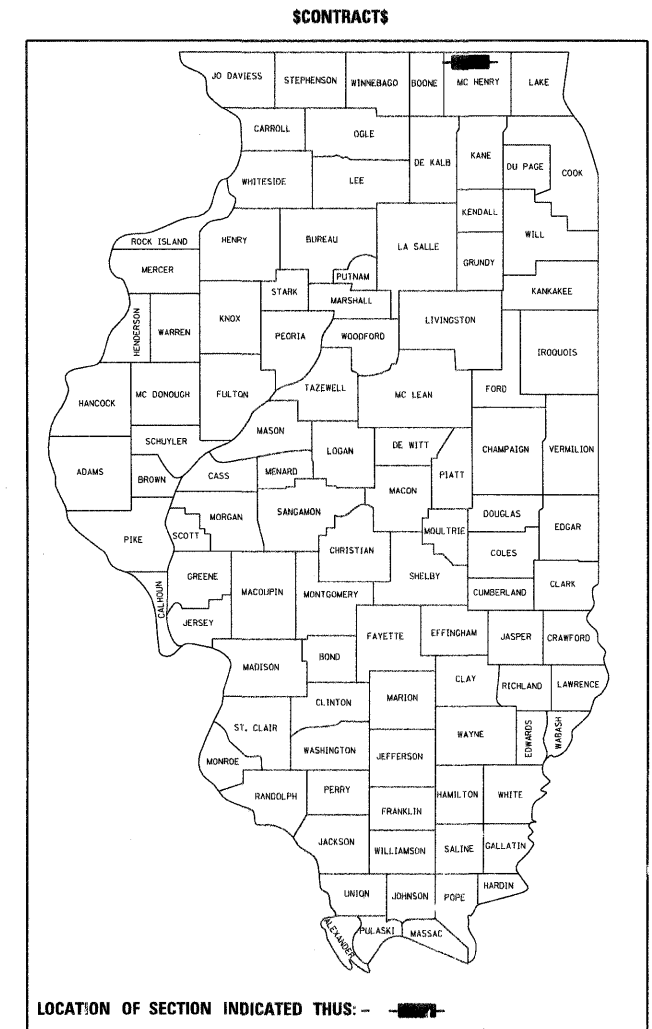 $CONTRACT$
JO DAVIESS
STEPHENSON
WINNEBAGO
BOONE
MC HENRY
LAKE
CARROLL
OGLE
DE KALB
KANE
DU PAGE
COOK
WHITESIDE
LEE
KENDALL
WILL
ROCK ISLAND
HENRY
BUREAU
LA SALLE
GRUNDY
MERCER
PUTNAM
KANKAKEE
STARK
MARSHALL
HENDERSON
WARREN
KNOX
PEORIA
WOODFORD
LIVINGSTON
IROQUOIS
HANCOCK
MC DONOUGH
FULTON
TAZEWELL
MC LEAN
FORD
MASON
SCHUYLER
LOGAN
DE WITT
CHAMPAIGN
VERMILION
ADAMS
BROWN
CASS
MENARD
PIATT
MACON
MORGAN
SANGAMON
DOUGLAS
EDGAR
PIKE
SCOTT
CHRISTIAN
MOULTRIE
COLES
CALHOUN
GREENE
MACOUPIN
MONTGOMERY
SHELBY
CUMBERLAND
CLARK
JERSEY
FAYETTE
EFFINGHAM
JASPER
CRAWFORD
MADISON
BOND
CLAY
RICHLAND
LAWRENCE
CLINTON
MARION
ST. CLAIR
WAYNE
EDWARDS
WABASH
MONROE
WASHINGTON
JEFFERSON
RANDOLPH
PERRY
HAMILTON
WHITE
FRANKLIN
JACKSON
WILLIAMSON
SALINE
GALLATIN
UNION
JOHNSON
POPE
HARDIN
ALEXANDER
PULASKI
MASSAC
LOCATION OF SECTION INDICATED THUS: -